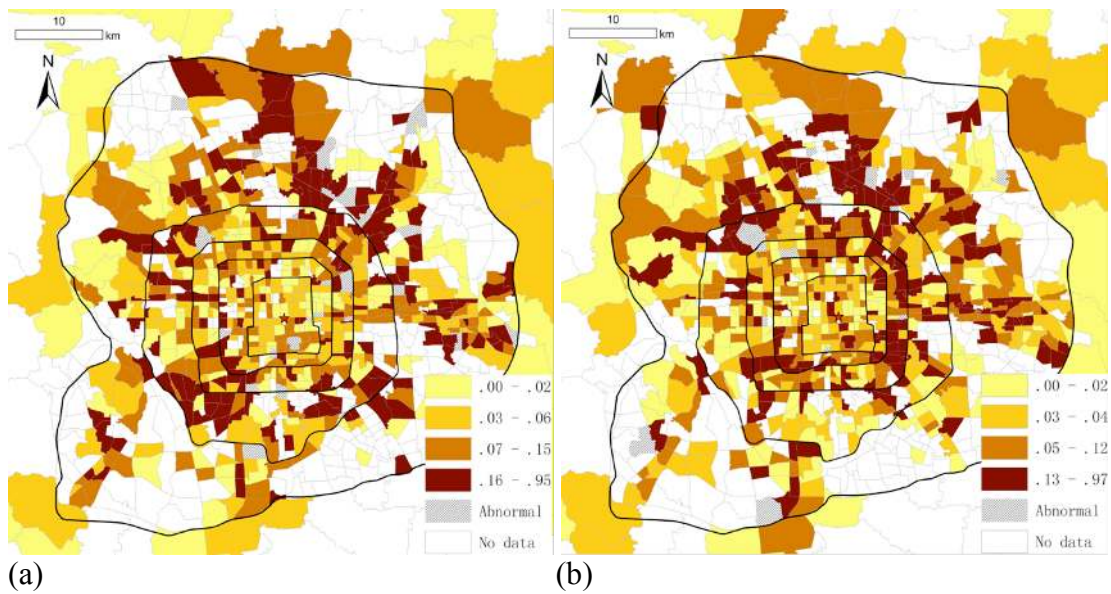 10
km
N
.00 - .02
.03 - .06
.07 - .15
.16 - .95
Abnormal
No data
(a)
10
km
N
.00 - .02
.03 - .04
.05 - .12
.13 - .97
Abnormal
No data
(b)